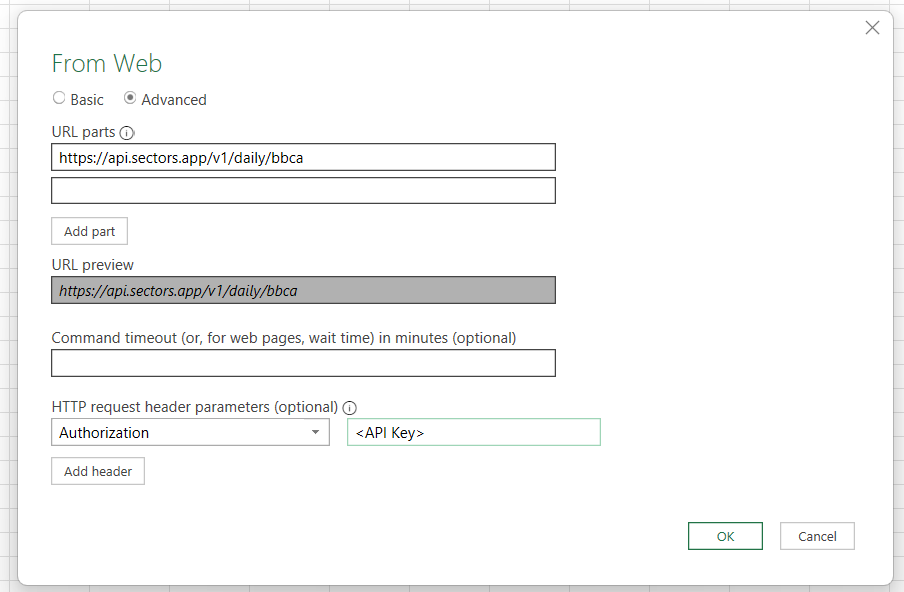 From Web
Basic Advanced
URL parts
https://api.sectors.app/v1/daily/bbca
Add part
URL preview
https://api.sectors.app/v1/daily/bbca
Command timeout (or, for web pages, wait time) in minutes (optional)
HTTP request header parameters (optional)
Authorization <API Key>
Add header
OK Cancel